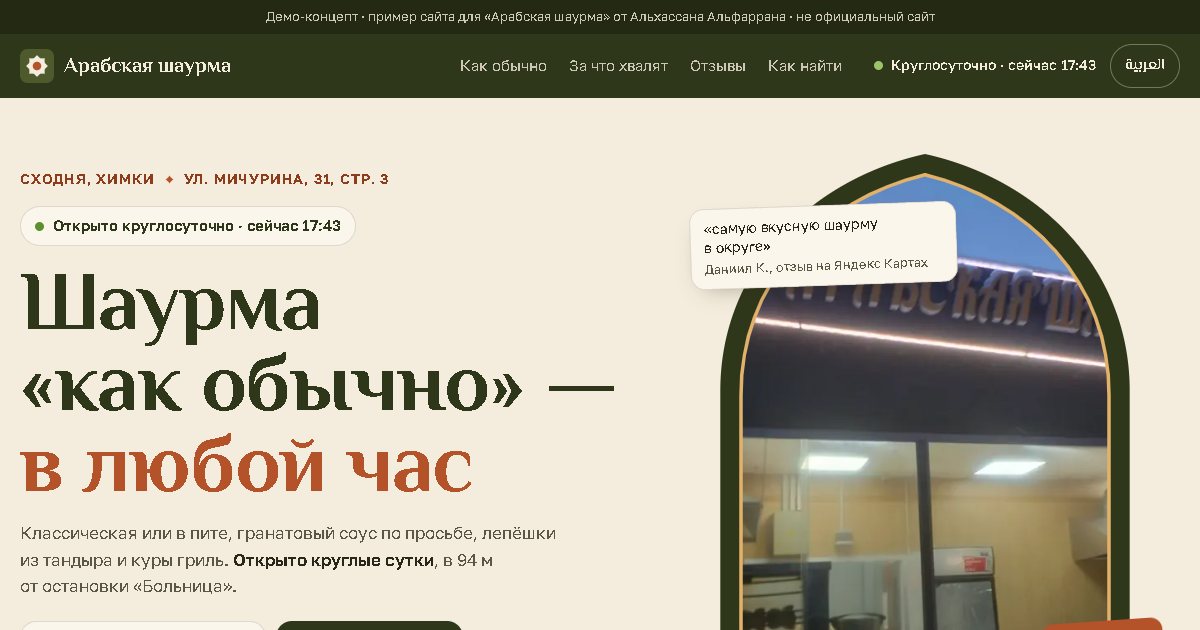 Демо-концепт · пример сайта для «Арабская шаурма» от Альхассана Альфаррана · не официальный сайт
Арабская шаурма
Как обычно За что хвалят Отзывы Как найти
Круглосуточно · сейчас 17:43
العربية
СХОДНЯ, ХИМКИ ✦ УЛ. МИЧУРИНА, 31, СТР. 3
Открыто круглосуточно · сейчас 17:43
Шаурма
«как обычно» —
в любой час
Классическая или в пите, гранатовый соус по просьбе, лепёшки
из тандыра и куры гриль. Открыто круглые сутки, в 94 м
от остановки «Больница».
«самую вкусную шаурму
в округе»
Даниил К., отзыв на Яндекс Картах